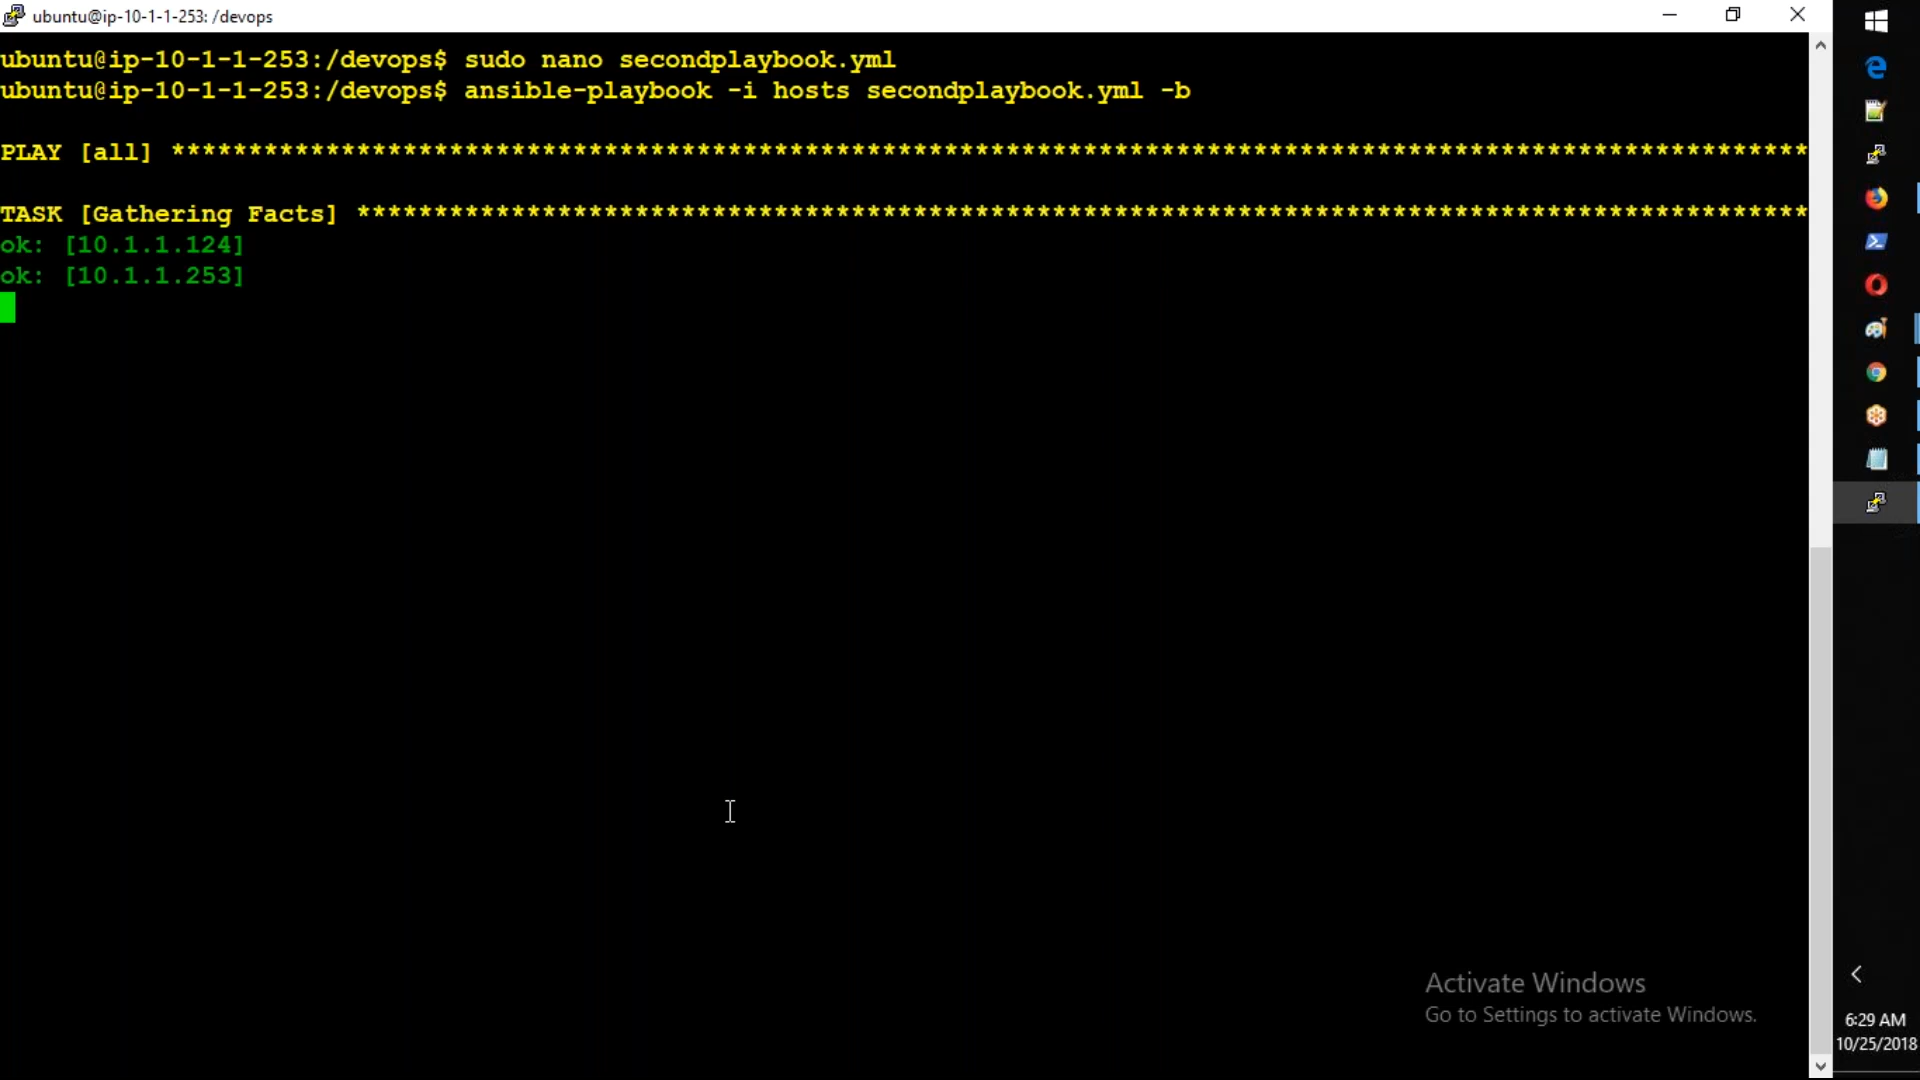 ubuntu@ip-10-1-1-253: /devops
ubuntu@ip-10-1-1-253:/devops$ sudo nano secondplaybook.yml
ubuntu@ip-10-1-1-253:/devops$ ansible-playbook -i hosts secondplaybook.yml -b
PLAY [all] **********************************************************************************************************
TASK [Gathering Facts] **********************************************************************************************
ok: [10.1.1.124]
ok: [10.1.1.253]
Activate Windows
Go to Settings to activate Windows.
6:29 AM
10/25/2018